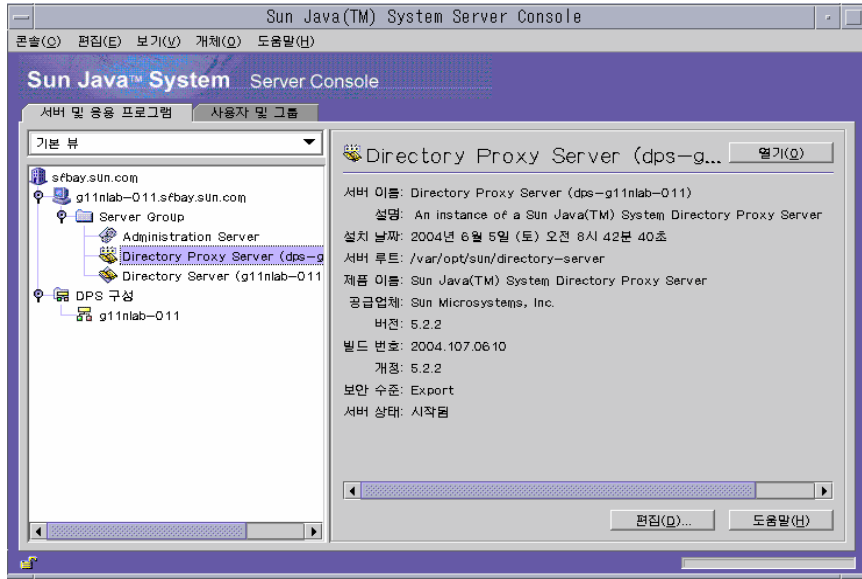 Sun Java(TM) System Server Console
콘솔(C) 편집(E) 보기(V) 개체(O) 도움말(H)
Sun Java™ System Server Console
서버 및 응용 프로그램 사용자 및 그룹
기본 뷰
sfbay.sun.com
g11nlab-011.sfbay.sun.com
Server Group
Administration Server
Directory Proxy Server (dps-g
Directory Server (g11nlab-011
DPS 구성
g11nlab-011
Directory Proxy Server (dps-g... 열기(O)
서버 이름: Directory Proxy Server (dps-g11nlab-011)
설명: An instance of a Sun Java(TM) System Directory Proxy Server
설치 날짜: 2004년 6월 5일 (토) 오전 8시 42분 40초
서버 루트: /var/opt/sun/directory-server
제품 이름: Sun Java(TM) System Directory Proxy Server
공급업체: Sun Microsystems, Inc.
버전: 5.2.2
빌드 번호: 2004.107.0610
개정: 5.2.2
보안 수준: Export
서버 상태: 시작됨
편집(D)... 도움말(H)